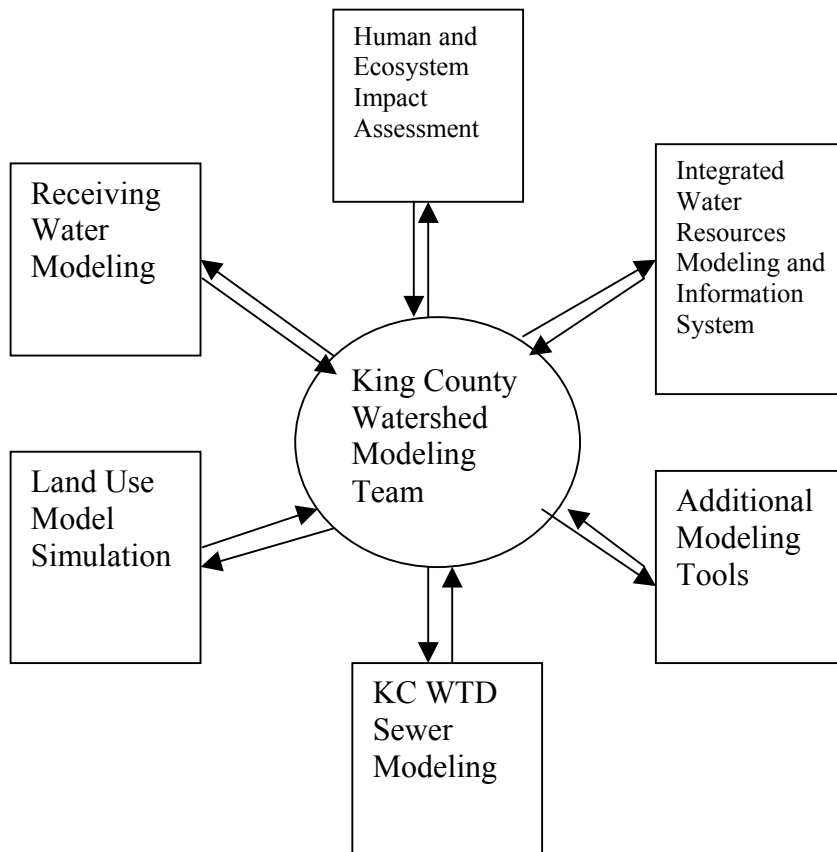 Human and
Ecosystem
Impact
Assessment
Receiving
Water
Modeling
Integrated
Water
Resources
Modeling and
Information
System
King County
Watershed
Modeling
Team
Land Use
Model
Simulation
Additional
Modeling
Tools
KC WTD
Sewer
Modeling